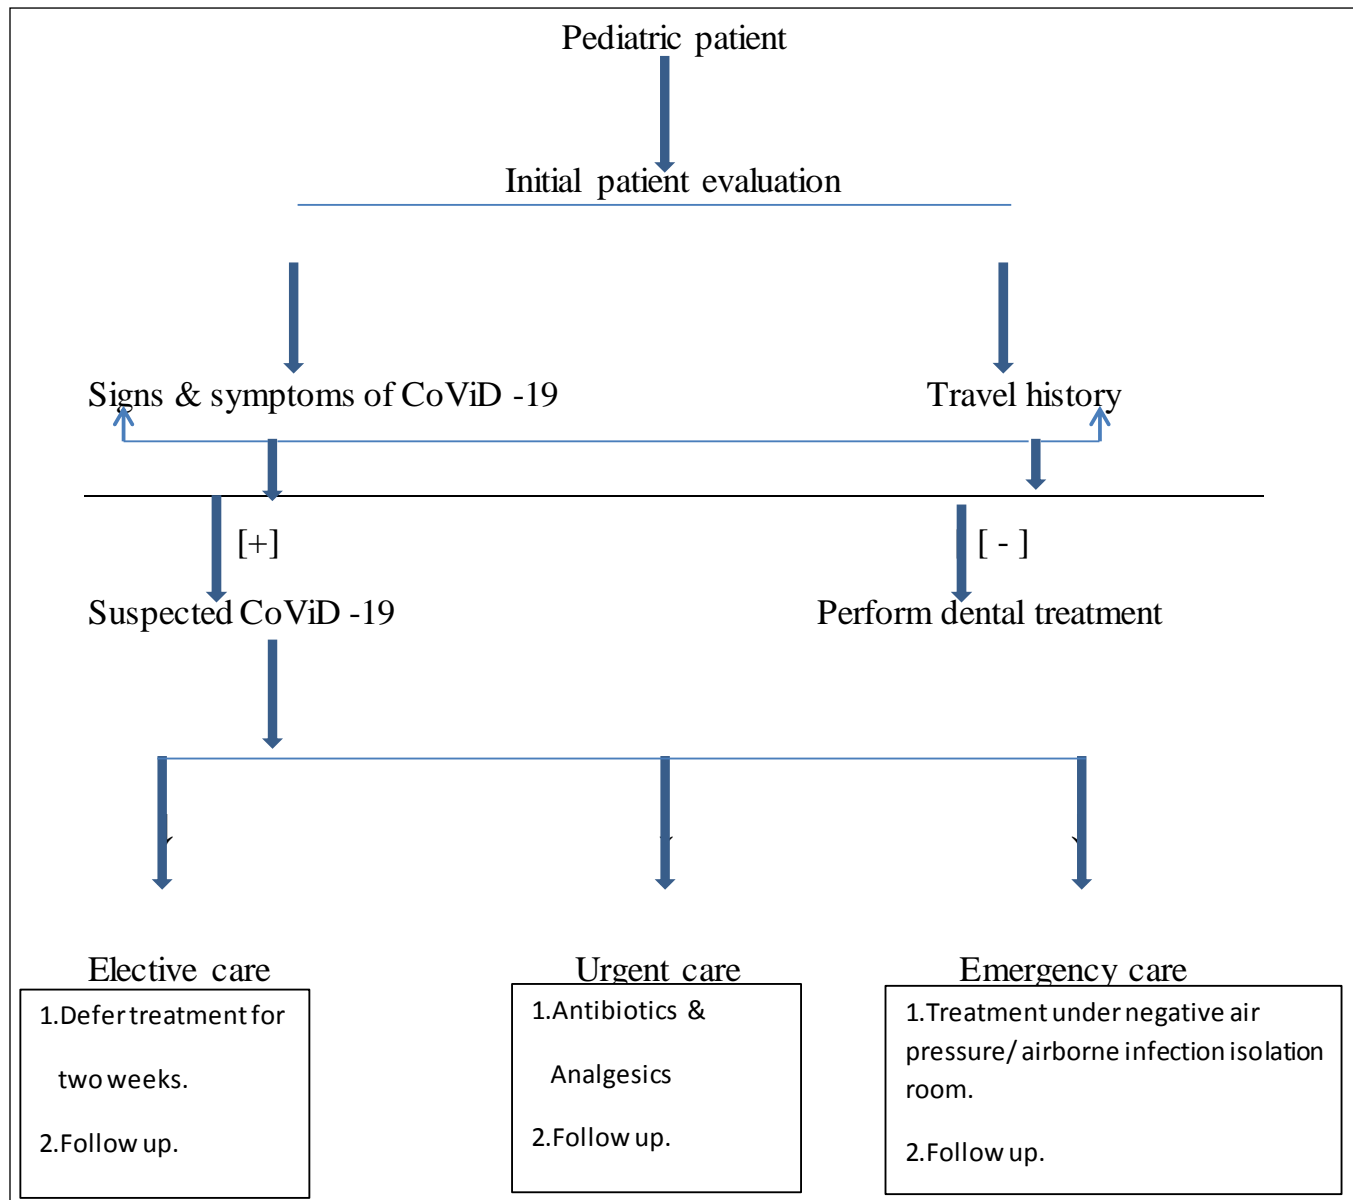 Pediatric patient
Initial patient evaluation
Signs & symptoms of CoViD -19
Travel history
[+]
[ - ]
Suspected CoViD -19
Perform dental treatment
Elective care
1.Defer treatment for
two weeks.
2.Follow up.
Urgent care
1.Antibiotics &
Analgesics
2.Follow up.
Emergency care
1.Treatment under negative air
pressure/ airborne infection isolation
room.
2.Follow up.